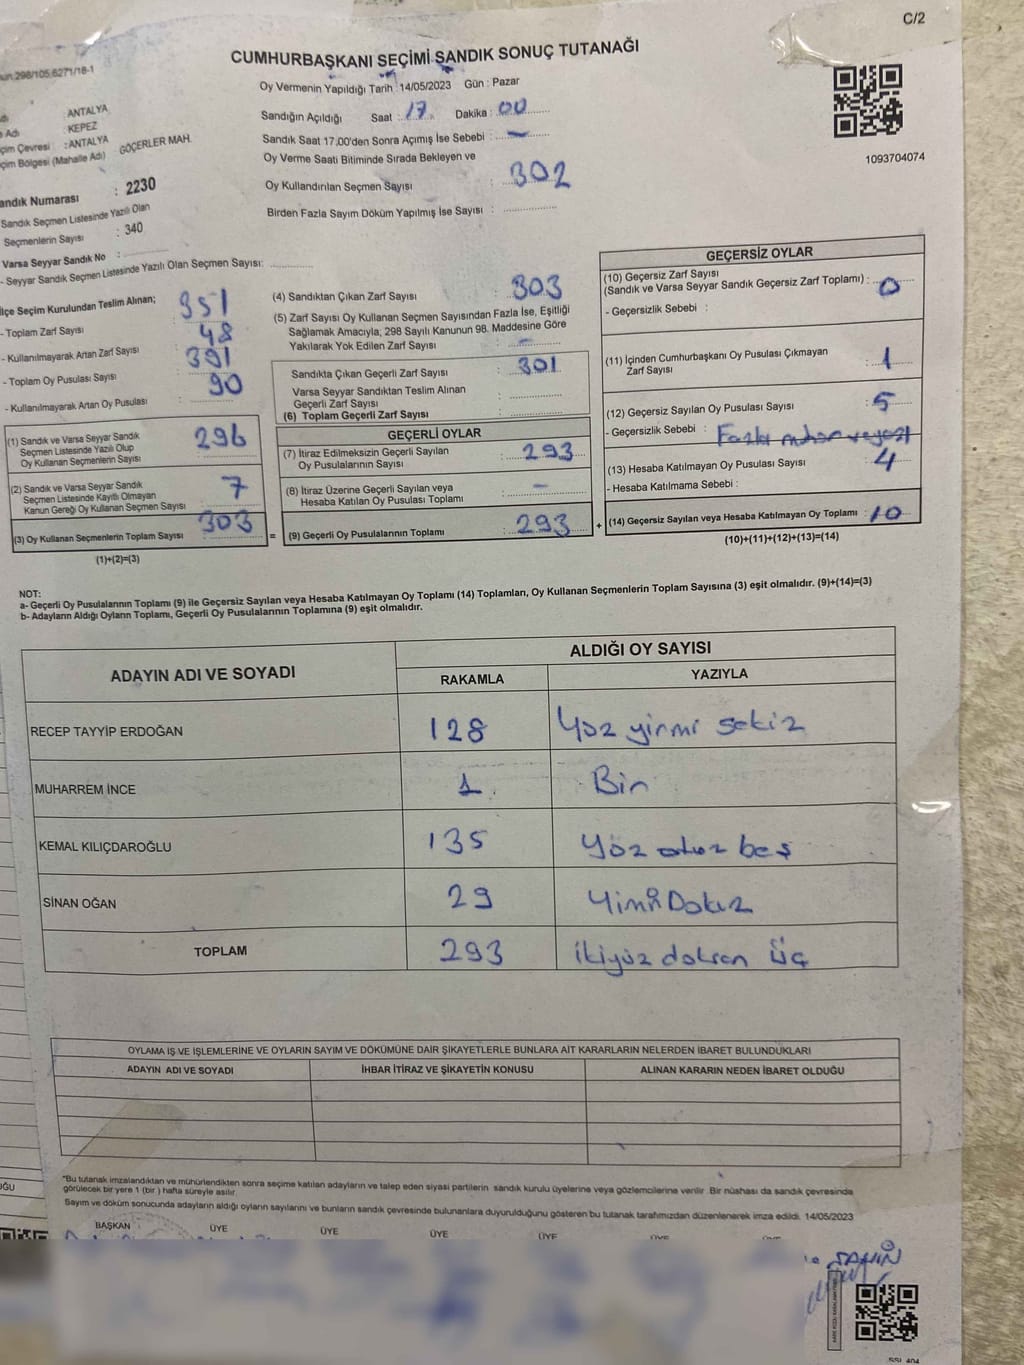 C/2
CUMHURBAŞKANI SEÇİMİ SANDIK SONUÇ TUTANAĞI
298/105.6271/18-1
Oy Vermenin Yapıldığı Tarih : 14/05/2023 Gün : Pazar
Sandığın Açıldığı Saat : 17 Dakika : 00
Sandık Saat 17.00'den Sonra Açımış İse Sebebi : -
Oy Verme Saati Bitiminde Sırada Bekleyen ve
Oy Kullandırılan Seçmen Sayısı : 302
Birden Fazla Sayım Döküm Yapılmış İse Sayısı :
1093704074
: ANTALYA
Adı : KEPEZ
çim Çevresi : ANTALYA
çim Bölgesi (Mahalle Adı) GÖÇERLER MAH.
andık Numarası : 2230
Sandık Seçmen Listesinde Yazılı Olan
Seçmenlerin Sayısı : 340
Varsa Seyyar Sandık No :
- Seyyar Sandık Seçmen Listesinde Yazılı Olan Seçmen Sayısı:
lçe Seçim Kurulundan Teslim Alınan;
- Toplam Zarf Sayısı 351
- Kullanılmayarak Artan Zarf Sayısı 48
- Toplam Oy Pusulası Sayısı 391
- Kullanılmayarak Artan Oy Pusulası 90
(1) Sandık ve Varsa Seyyar Sandık
Seçmen Listesinde Yazılı Olup
Oy Kullanan Seçmenlerin Sayısı 296
(2) Sandık ve Varsa Seyyar Sandık
Seçmen Listesinde Kayıtlı Olmayan
Kanun Gereği Oy Kullanan Seçmen Sayısı : 7
(3) Oy Kullanan Seçmenlerin Toplam Sayısı 303
(1)+(2)=(3)
(4) Sandıktan Çıkan Zarf Sayısı : 303
(5) Zarf Sayısı Oy Kullanan Seçmen Sayısından Fazla İse, Eşitliği
Sağlamak Amacıyla; 298 Sayılı Kanunun 98. Maddesine Göre
Yakılarak Yok Edilen Zarf Sayısı : -
Sandıkta Çıkan Geçerli Zarf Sayısı : 301
Varsa Seyyar Sandıktan Teslim Alınan
Geçerli Zarf Sayısı :
(6) Toplam Geçerli Zarf Sayısı :
GEÇERLİ OYLAR
(7) İtiraz Edilmeksizin Geçerli Sayılan
Oy Pusulalarının Sayısı : 293
(8) İtiraz Üzerine Geçerli Sayılan veya
Hesaba Katılan Oy Pusulası Toplamı : -
= (9) Geçerli Oy Pusulalarının Toplamı : 293 +
GEÇERSİZ OYLAR
(10) Geçersiz Zarf Sayısı
(Sandık ve Varsa Seyyar Sandık Geçersiz Zarf Toplamı) : 0
- Geçersizlik Sebebi :
(11) İçinden Cumhurbaşkanı Oy Pusulası Çıkmayan
Zarf Sayısı : 1
(12) Geçersiz Sayılan Oy Pusulası Sayısı : 5
- Geçersizlik Sebebi : Fazla
(13) Hesaba Katılmayan Oy Pusulası Sayısı : 4
- Hesaba Katılmama Sebebi :
(14) Geçersiz Sayılan veya Hesaba Katılmayan Oy Toplamı : 10
(10)+(11)+(12)+(13)=(14)
NOT:
a- Geçerli Oy Pusulalarının Toplamı (9) ile Geçersiz Sayılan veya Hesaba Katılmayan Oy Toplamı (14) Toplamları, Oy Kullanan Seçmenlerin Toplam Sayısına (3) eşit olmalıdır. (9)+(14)=(3)
b- Adayların Aldığı Oyların Toplamı, Geçerli Oy Pusulalarının Toplamına (9) eşit olmalıdır.
ADAYIN ADI VE SOYADI
ALDIĞI OY SAYISI
RAKAMLA YAZIYLA
RECEP TAYYİP ERDOĞAN 128 Yüz yirmi sekiz
MUHARREM İNCE 1 Bir
KEMAL KILIÇDAROĞLU 135 Yüz otuz beş
SİNAN OĞAN 29 Yirmi Dokuz
TOPLAM 293 ikiyüz doksan üç
OYLAMA İŞ VE İŞLEMLERİNE VE OYLARIN SAYIM VE DÖKÜMÜNE DAİR ŞİKAYETLERLE BUNLARA AİT KARARLARIN NELERDEN İBARET BULUNDUKLARI
ADAYIN ADI VE SOYADI İHBAR İTİRAZ VE ŞİKAYETİN KONUSU ALINAN KARARIN NEDEN İBARET OLDUĞU
ĞU
"Bu tutanak imzalandıktan ve mühürlendikten sonra seçime katılan adayların ve talep eden siyasi partilerin sandık kurulu üyelerine veya gözlemcilerine verilir .Bir nüshası da sandık çevresinde
görülecek bir yere 1 (bir ) hafta süreyle asılır.
Sayım ve döküm sonucunda adayların aldığı oyların sayılarını ve bunların sandık çevresinde bulunanlara duyurulduğunu gösteren bu tutanak tarafımızdan düzenlenerek imza edildi. 14/05/2023
BAŞKAN ÜYE ÜYE ÜYE ÜYE ÜYE ÜYE
ŞAHİN